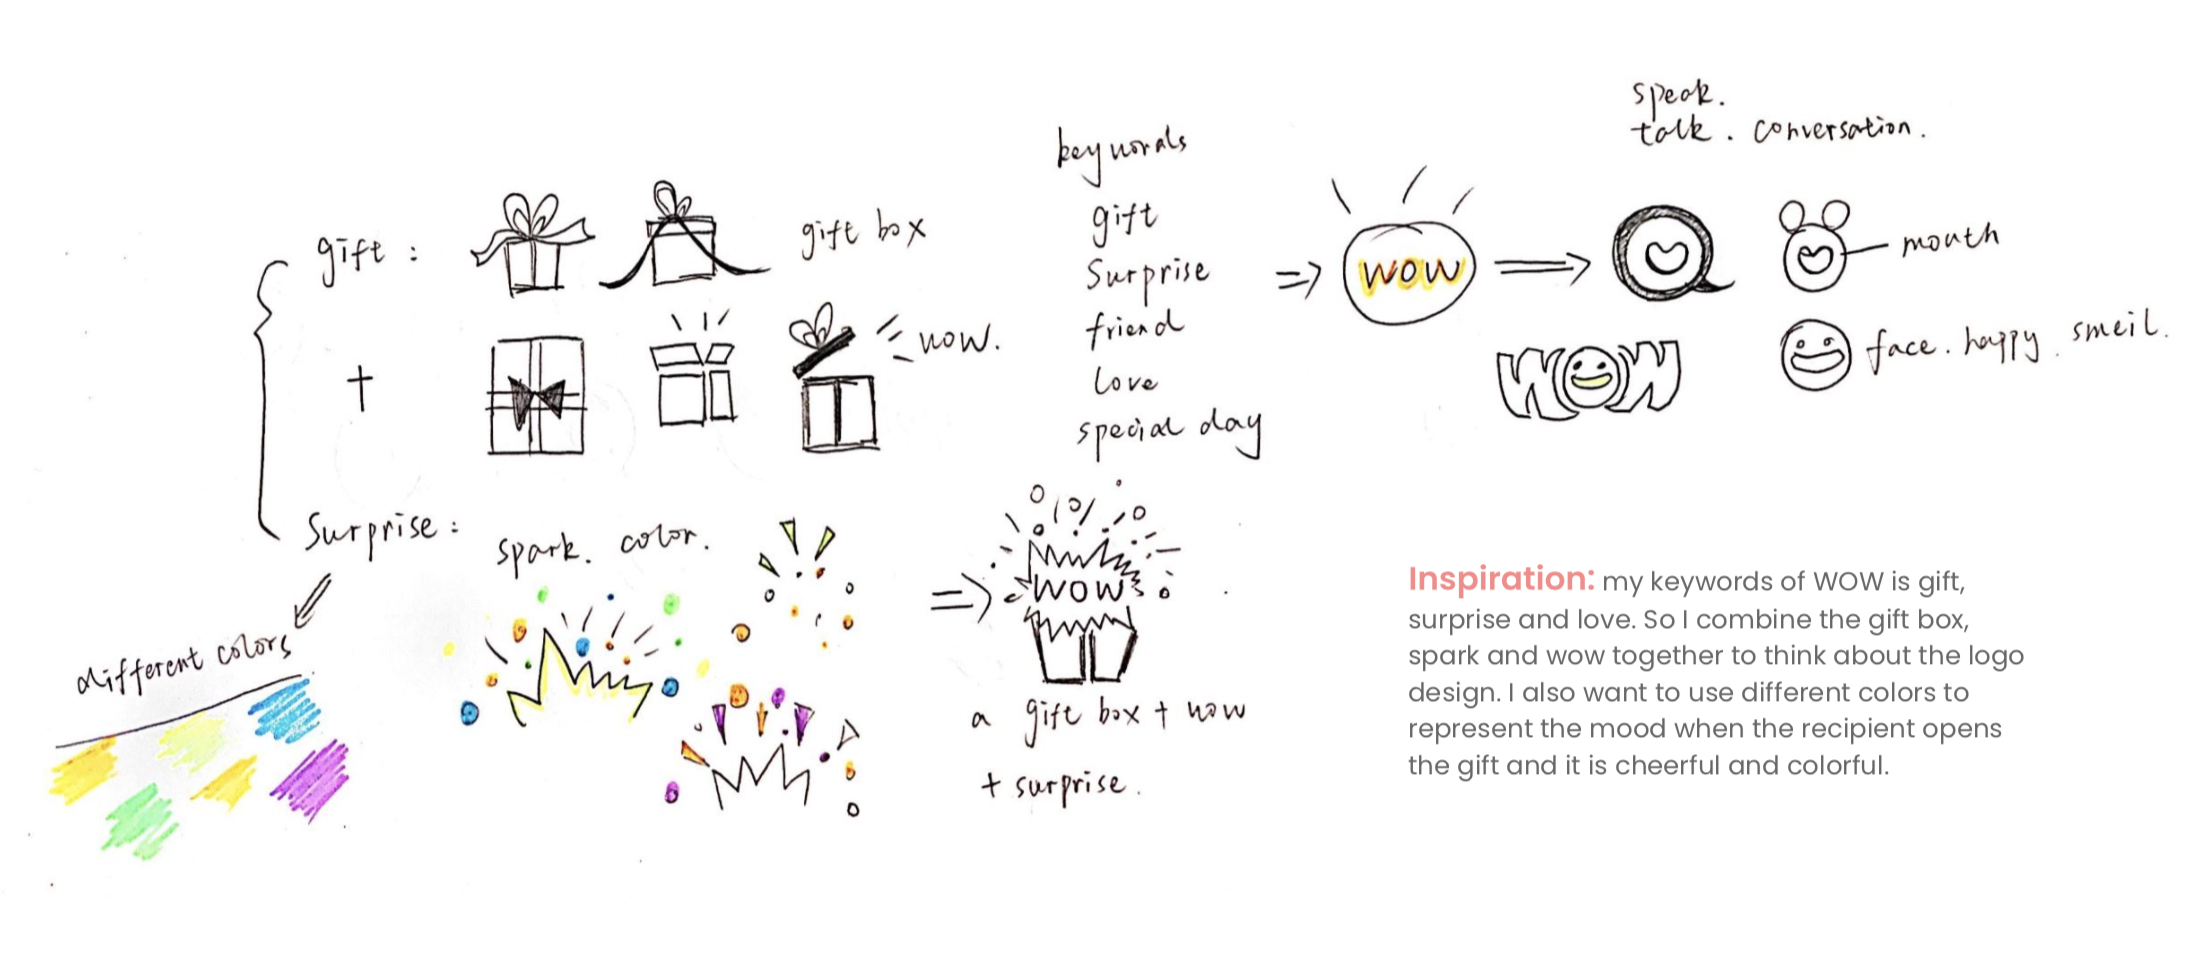 gift :
gift box
wow.
+
Surprise :
spark. color.
different colors
keywords
gift
Surprise
friend
Love
special day
=> wow
speak.
talk. conversation.
mouth
face. happy. smeil.
WOW
=> WOW
a gift box + wow
+ surprise.
Inspiration: my keywords of WOW is gift,
surprise and love. So I combine the gift box,
spark and wow together to think about the logo
design. I also want to use different colors to
represent the mood when the recipient opens
the gift and it is cheerful and colorful.